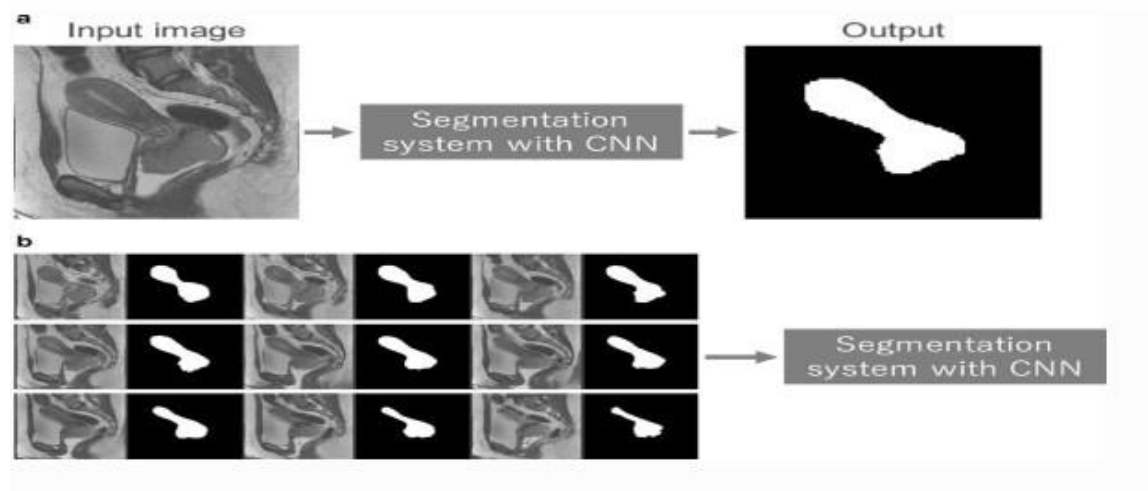 a
Input image
Output
Segmentation
system with CNN
b
Segmentation
system with CNN